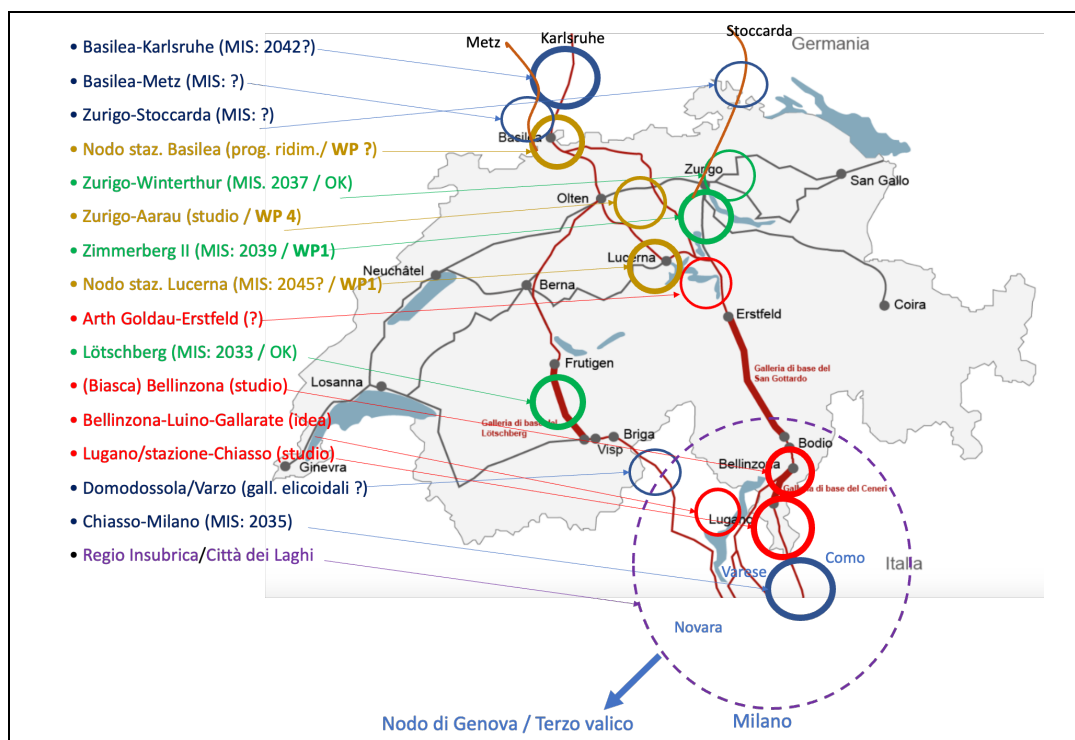 • Basilea-Karlsruhe (MIS: 2042?)
• Basilea-Metz (MIS: ?)
• Zurigo-Stoccarda (MIS: ?)
• Nodo staz. Basilea (prog. ridim./ WP ?)
• Zurigo-Winterthur (MIS. 2037 / OK)
• Zurigo-Aarau (studio / WP 4)
• Zimmerberg II (MIS: 2039 / WP1)
• Nodo staz. Lucerna (MIS: 2045? / WP1)
• Arth Goldau-Erstfeld (?)
• Lötschberg (MIS: 2033 / OK)
• (Biasca) Bellinzona (studio)
• Bellinzona-Luino-Gallarate (idea)
• Lugano/stazione-Chiasso (studio)
• Domodossola/Varzo (gall. elicoidali ?)
• Chiasso-Milano (MIS: 2035)
• Regio Insubrica/Città dei Laghi
Metz
Karlsruhe
Stoccarda
Germania
Basilea
Zurigo
San Gallo
Olten
Lucerna
Neuchâtel
Berna
Coira
Erstfeld
Frutigen
Galleria di base del
San Gottardo
Losanna
Galleria di base del
Lötschberg
Briga
Visp
Bodio
Ginevra
Bellinzona
Galleria di base del Ceneri
Lugano
Como
Italia
Varese
Novara
Milano
Nodo di Genova / Terzo valico